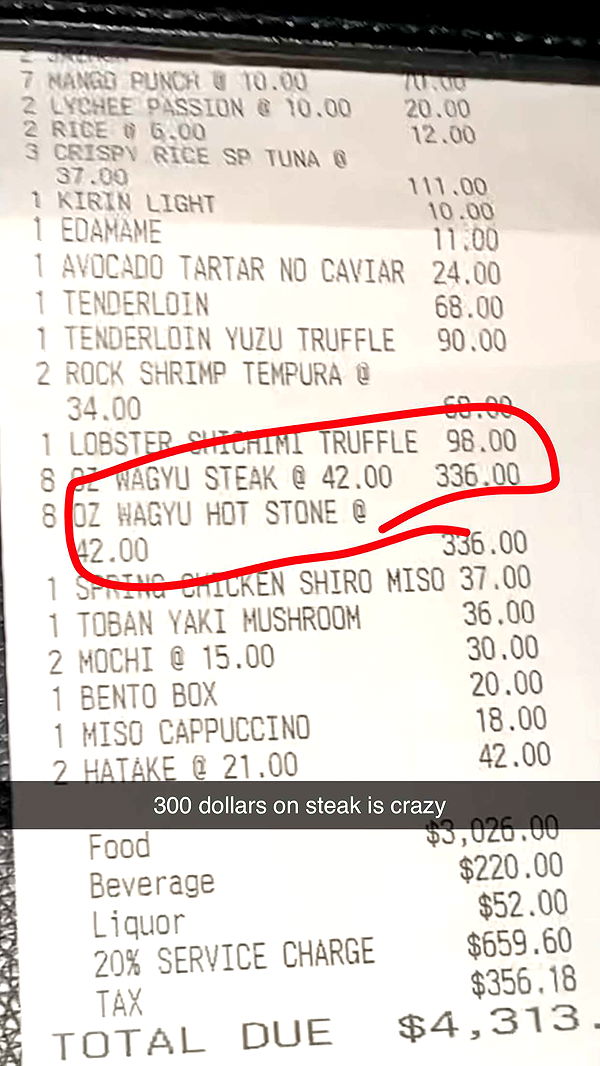 7 MANGO PUNCH @ 10.00 70.00
2 LYCHEE PASSION @ 10.00 20.00
2 RICE @ 6.00 12.00
3 CRISPY RICE SP TUNA @
37.00 111.00
1 KIRIN LIGHT 10.00
1 EDAMAME 11.00
1 AVOCADO TARTAR NO CAVIAR 24.00
1 TENDERLOIN 68.00
1 TENDERLOIN YUZU TRUFFLE 90.00
2 ROCK SHRIMP TEMPURA @
34.00 68.00
1 LOBSTER SHICHIMI TRUFFLE 98.00
8 OZ WAGYU STEAK @ 42.00 336.00
8 OZ WAGYU HOT STONE @
42.00 336.00
1 SPRING CHICKEN SHIRO MISO 37.00
1 TOBAN YAKI MUSHROOM 36.00
2 MOCHI @ 15.00 30.00
1 BENTO BOX 20.00
1 MISO CAPPUCCINO 18.00
2 HATAKE @ 21.00 42.00
300 dollars on steak is crazy
Food $3,026.00
Beverage $220.00
Liquor $52.00
20% SERVICE CHARGE $659.60
TAX $356.18
TOTAL DUE $4,313.